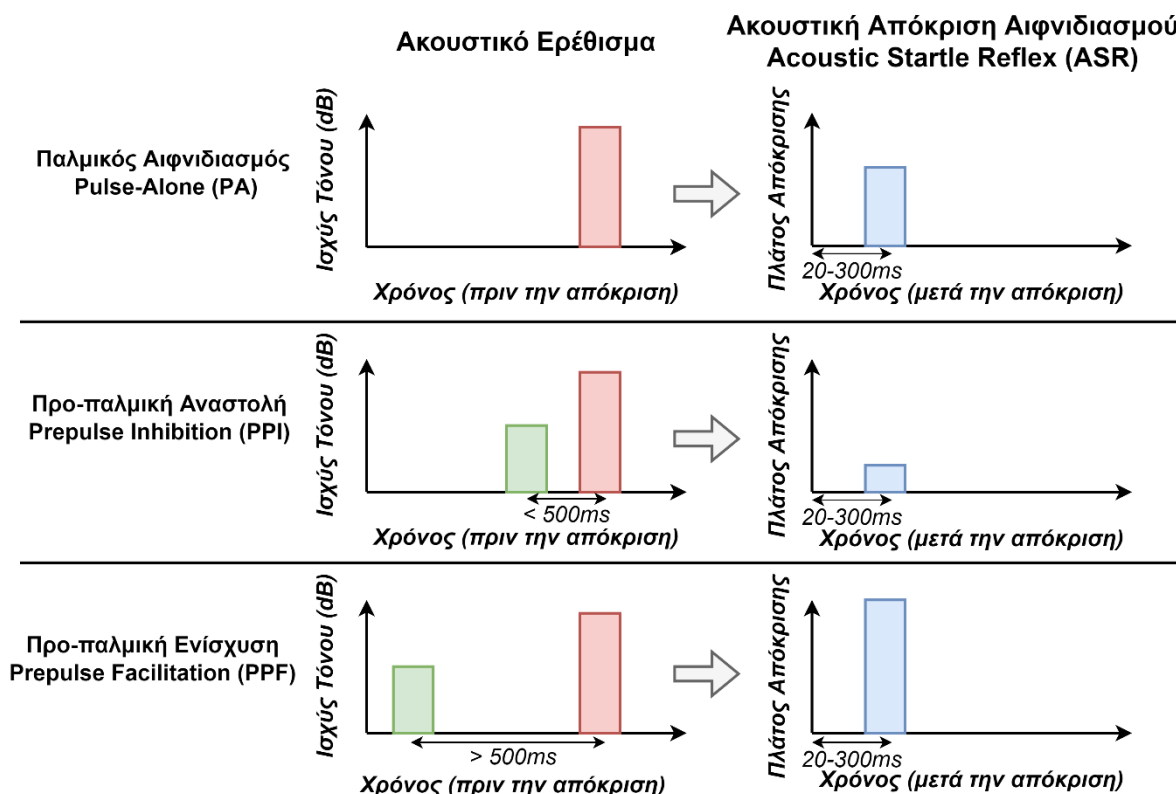 Ακουστικό Ερέθισμα
Ακουστική Απόκριση Αιφνιδιασμού
Acoustic Startle Reflex (ASR)
Παλμικός Αιφνιδιασμός
Pulse-Alone (PA)
Ισχύς Τόνου (dB)
Χρόνος (πριν την απόκριση)
Πλάτος Απόκρισης
20-300ms
Χρόνος (μετά την απόκριση)
Προ-παλμική Αναστολή
Prepulse Inhibition (PPI)
Ισχύς Τόνου (dB)
< 500ms
Χρόνος (πριν την απόκριση)
Πλάτος Απόκρισης
20-300ms
Χρόνος (μετά την απόκριση)
Προ-παλμική Ενίσχυση
Prepulse Facilitation (PPF)
Ισχύς Τόνου (dB)
> 500ms
Χρόνος (πριν την απόκριση)
Πλάτος Απόκρισης
20-300ms
Χρόνος (μετά την απόκριση)